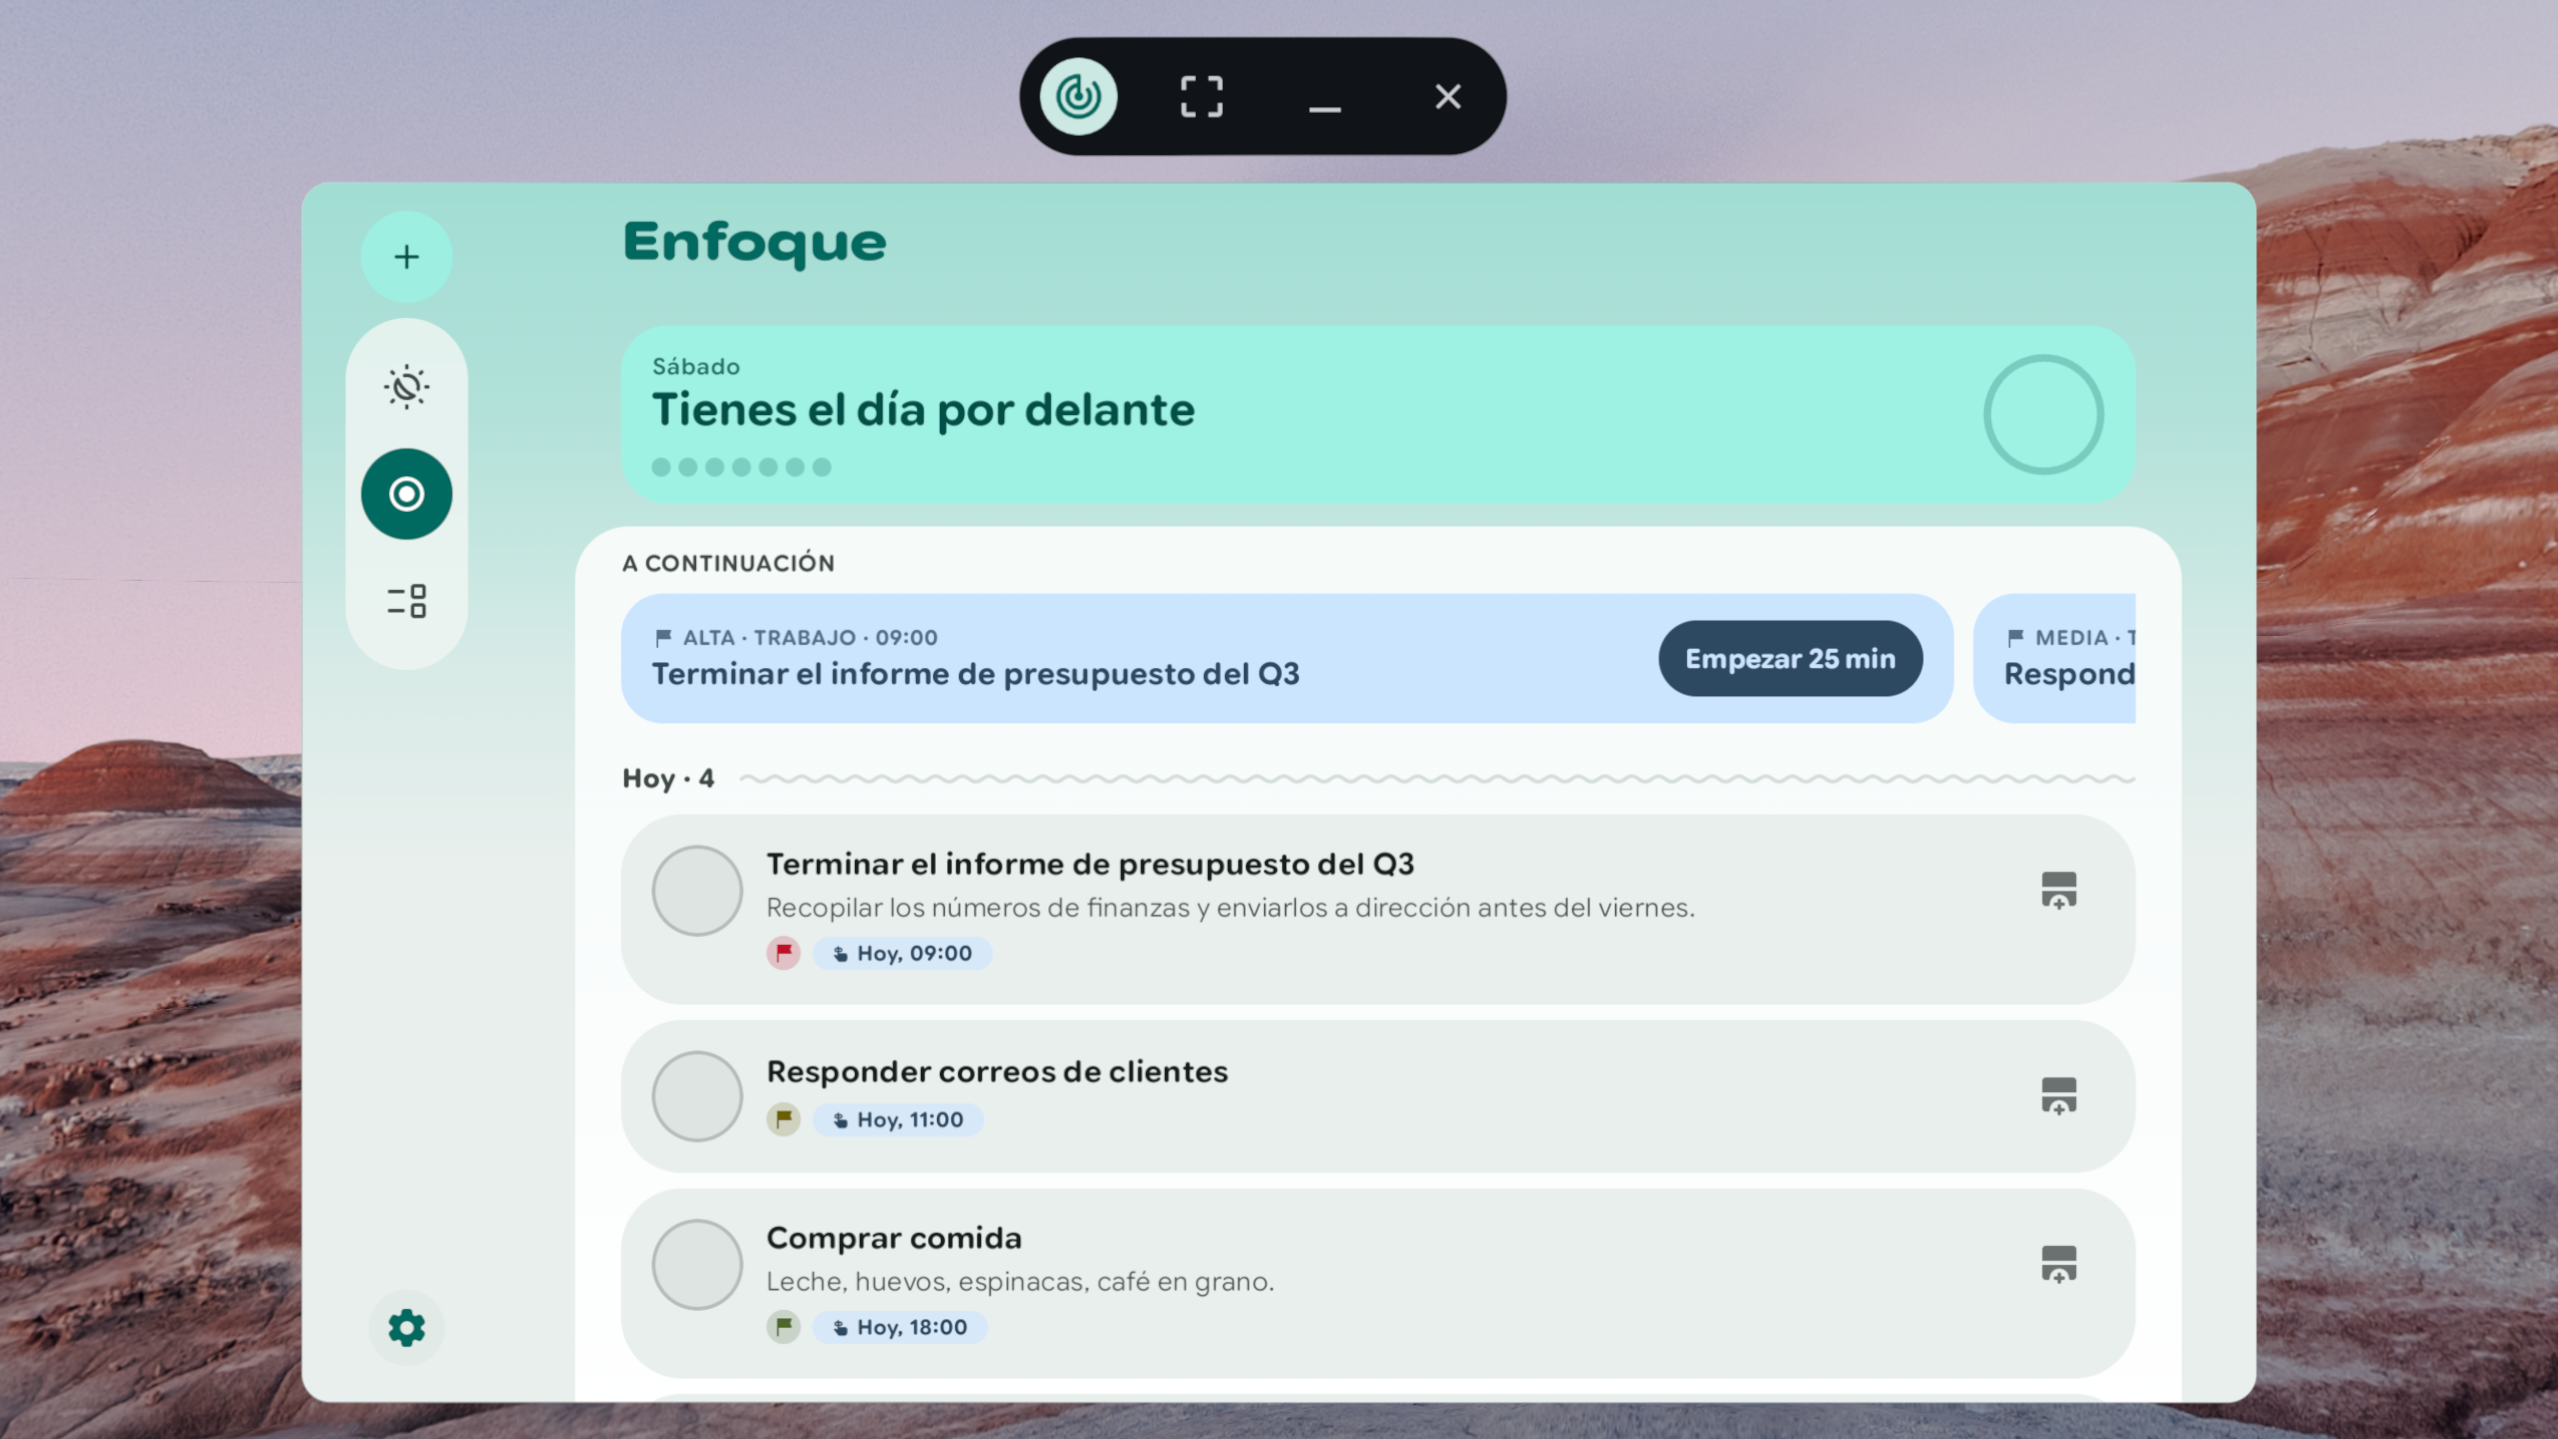 Enfoque
Sábado
Tienes el día por delante
A CONTINUACIÓN
ALTA · TRABAJO · 09:00
Terminar el informe de presupuesto del Q3
Empezar 25 min
MEDIA · T
Respond
Hoy · 4
Terminar el informe de presupuesto del Q3
Recopilar los números de finanzas y enviarlos a dirección antes del viernes.
Hoy, 09:00
Responder correos de clientes
Hoy, 11:00
Comprar comida
Leche, huevos, espinacas, café en grano.
Hoy, 18:00